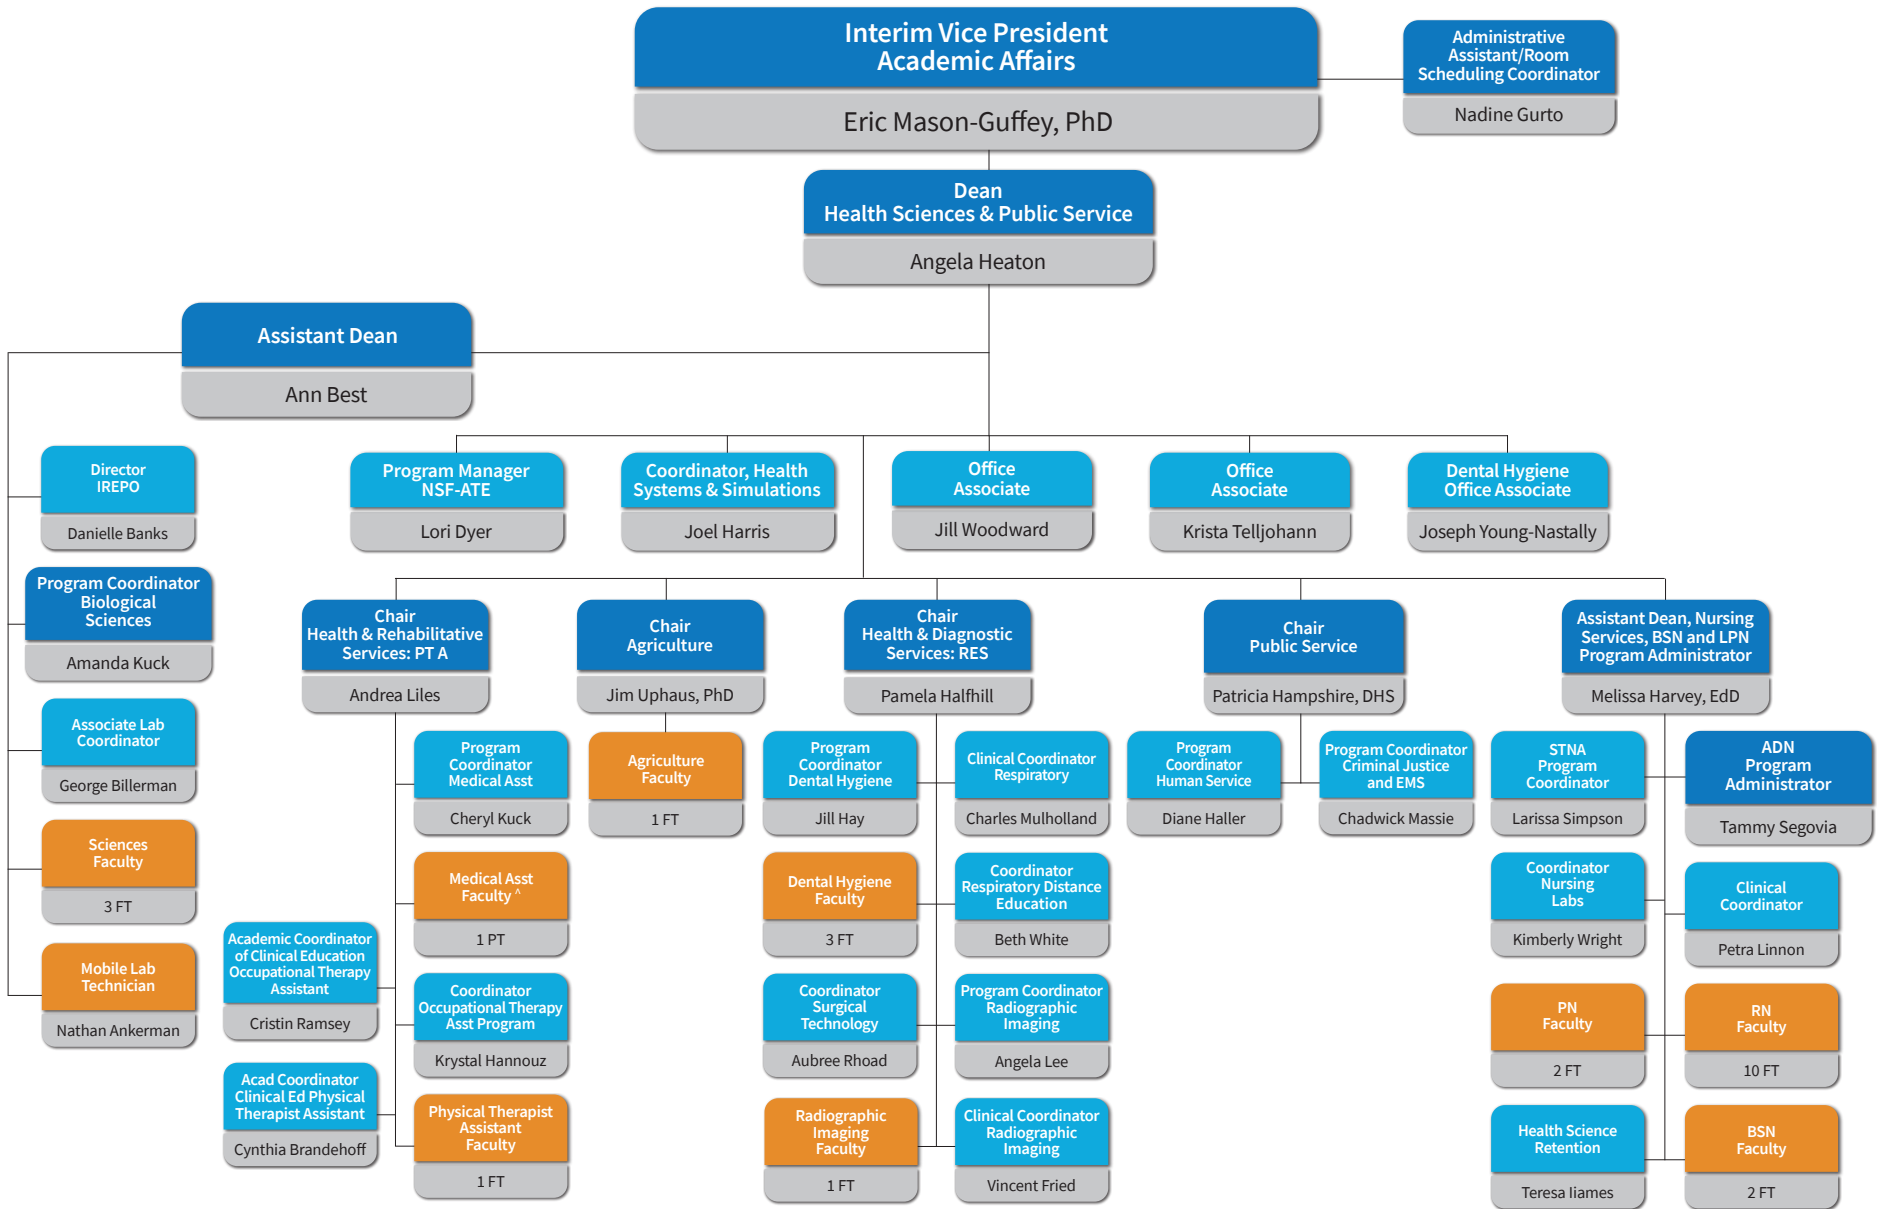 Interim Vice President
Academic Affairs
Eric Mason-Guffey, PhD
Administrative
Assistant/Room
Scheduling Coordinator
Nadine Gurto
Dean
Health Sciences & Public Service
Angela Heaton
Assistant Dean
Ann Best
Director
IREPO
Danielle Banks
Program Coordinator
Biological
Sciences
Amanda Kuck
Associate Lab
Coordinator
George Billerman
Sciences
Faculty
3 FT
Mobile Lab
Technician
Nathan Ankerman
Program Manager
NSF-ATE
Lori Dyer
Coordinator, Health
Systems & Simulations
Joel Harris
Office
Associate
Jill Woodward
Office
Associate
Krista Telljohann
Dental Hygiene
Office Associate
Joseph Young-Nastally
Chair
Health & Rehabilitative
Services: PT A
Andrea Liles
Program
Coordinator
Medical Asst
Cheryl Kuck
Medical Asst
Faculty ^
1 PT
Academic Coordinator
of Clinical Education
Occupational Therapy
Assistant
Cristin Ramsey
Coordinator
Occupational Therapy
Asst Program
Krystal Hannouz
Acad Coordinator
Clinical Ed Physical
Therapist Assistant
Cynthia Brandehoff
Physical Therapist
Assistant
Faculty
1 FT
Chair
Agriculture
Jim Uphaus, PhD
Agriculture
Faculty
1 FT
Chair
Health & Diagnostic
Services: RES
Pamela Halfhill
Program
Coordinator
Dental Hygiene
Jill Hay
Clinical Coordinator
Respiratory
Charles Mulholland
Dental Hygiene
Faculty
3 FT
Coordinator
Respiratory Distance
Education
Beth White
Coordinator
Surgical
Technology
Aubree Rhoad
Program Coordinator
Radiographic
Imaging
Angela Lee
Radiographic
Imaging
Faculty
1 FT
Clinical Coordinator
Radiographic
Imaging
Vincent Fried
Chair
Public Service
Patricia Hampshire, DHS
Program
Coordinator
Human Service
Diane Haller
Program Coordinator
Criminal Justice
and EMS
Chadwick Massie
Assistant Dean, Nursing
Services, BSN and LPN
Program Administrator
Melissa Harvey, EdD
STNA
Program
Coordinator
Larissa Simpson
ADN
Program
Administrator
Tammy Segovia
Coordinator
Nursing
Labs
Kimberly Wright
Clinical
Coordinator
Petra Linnon
PN
Faculty
2 FT
RN
Faculty
10 FT
Health Science
Retention
Teresa Iiames
BSN
Faculty
2 FT